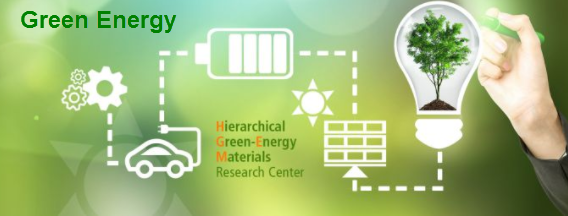 Green Energy
Hierarchical
Green-Energy
Materials
Research Center